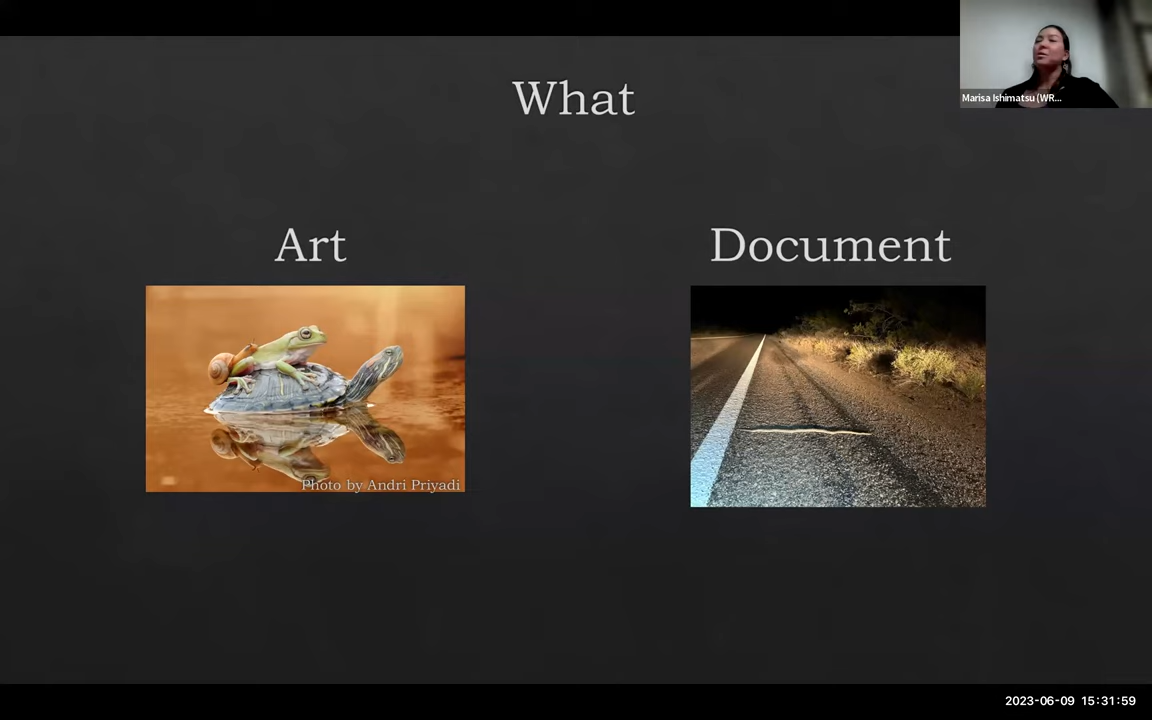 What
Marisa Ishimatsu (WR...
Art
Document
Photo by Andri Priyadi
2023-06-09 15:31:59